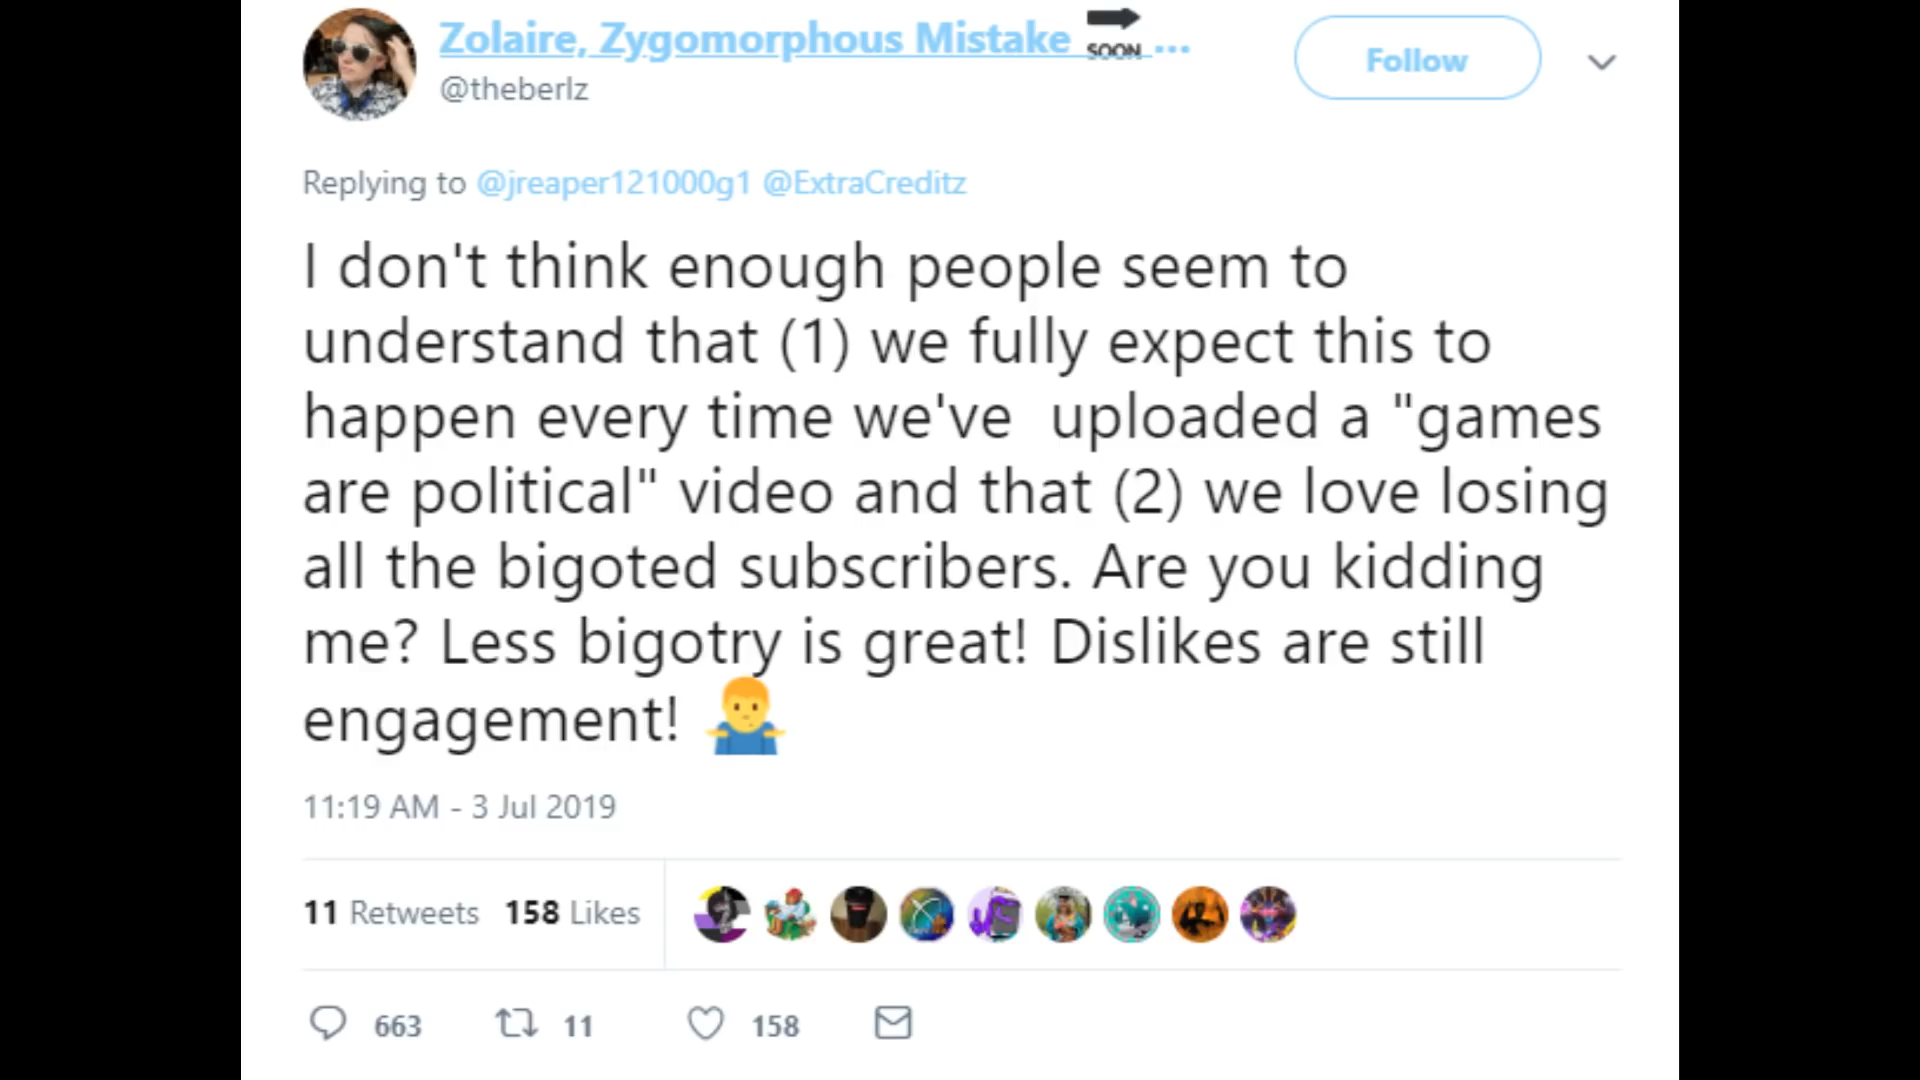 Zolaire, Zygomorphous Mistake SOON ...
@theberlz
Follow
Replying to @jreaper121000g1 @ExtraCreditz
I don't think enough people seem to
understand that (1) we fully expect this to
happen every time we've  uploaded a "games
are political" video and that (2) we love losing
all the bigoted subscribers. Are you kidding
me? Less bigotry is great! Dislikes are still
engagement! 🤷‍♂️
11:19 AM - 3 Jul 2019
11 Retweets 158 Likes
663 11 158